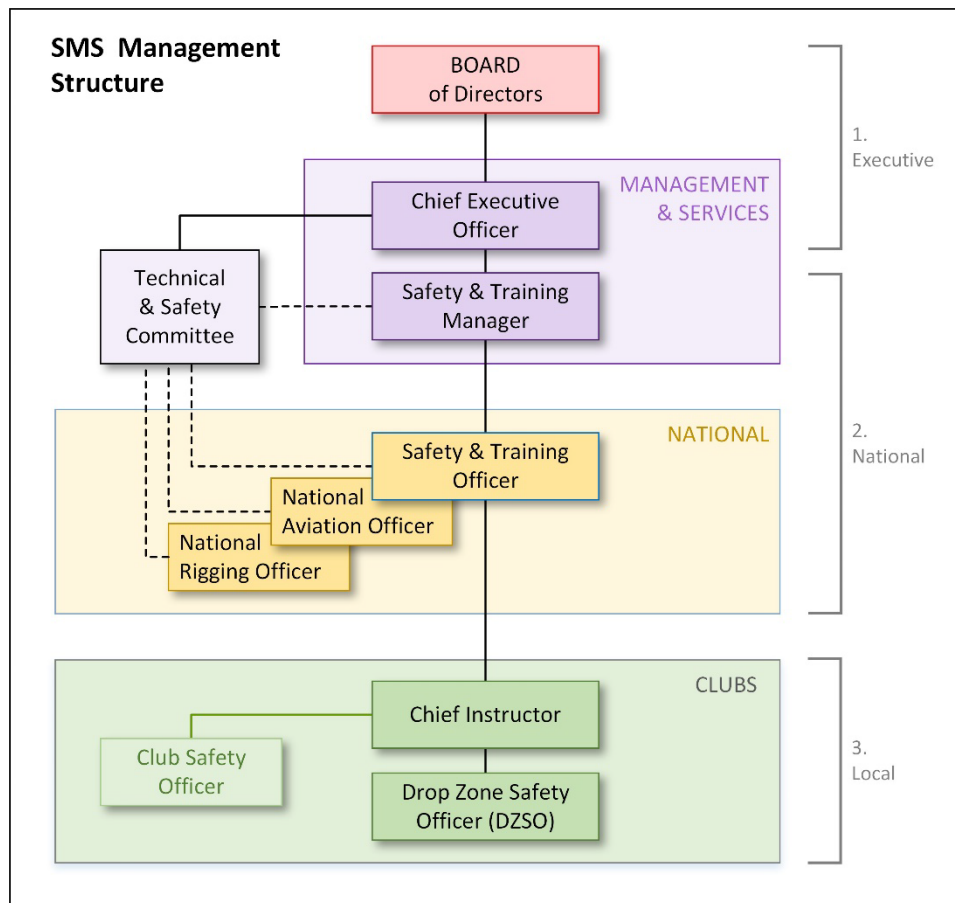 SMS Management
Structure
BOARD
of Directors
1.
Executive
MANAGEMENT
& SERVICES
Chief Executive
Officer
Technical
& Safety
Committee
Safety & Training
Manager
NATIONAL
2.
National
Safety & Training
Officer
National
Aviation Officer
National
Rigging Officer
CLUBS
Chief Instructor
Club Safety
Officer
3.
Local
Drop Zone Safety
Officer (DZSO)